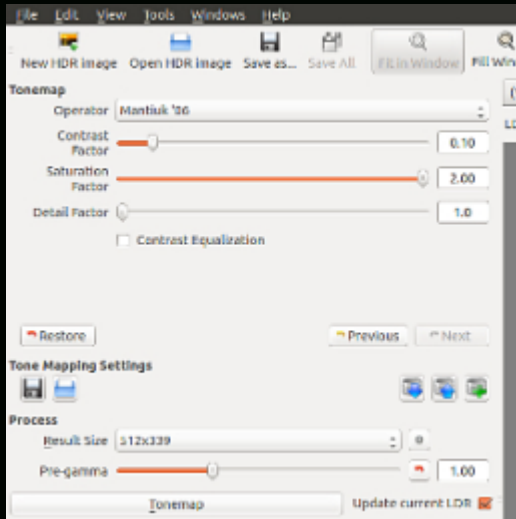 File Edit View Tools Windows Help
New HDR image Open HDR image Save as... Save All Fit in Window Fill Win
Tonemap
Operator Mantiuk '06
Contrast Factor 0.10
Saturation Factor 2.00
Detail Factor 1.0
Contrast Equalization
Restore Previous Next
Tone Mapping Settings
Process
Result Size 512x339
Pre-gamma 1.00
Tonemap Update current LDR